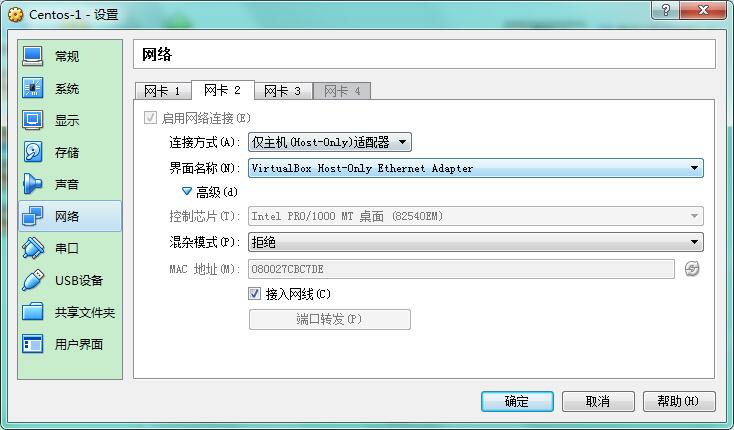 Centos-1 - 设置
常规
系统
显示
存储
声音
网络
串口
USB设备
共享文件夹
用户界面
网络
网卡 1 网卡 2 网卡 3 网卡 4
启用网络连接(E)
连接方式(A): 仅主机(Host-Only)适配器
界面名称(N): VirtualBox Host-Only Ethernet Adapter
高级(d)
控制芯片(T): Intel PRO/1000 MT 桌面 (82540EM)
混杂模式(P): 拒绝
MAC 地址(M): 080027CBC7DE
接入网线(C)
端口转发(P)
确定 取消 帮助(H)